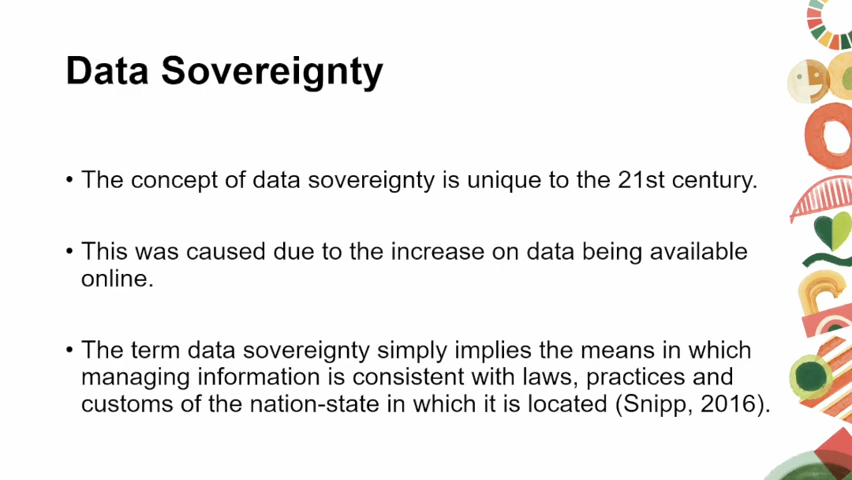 Data Sovereignty
• The concept of data sovereignty is unique to the 21st century.
• This was caused due to the increase on data being available
online.
• The term data sovereignty simply implies the means in which
managing information is consistent with laws, practices and
customs of the nation-state in which it is located (Snipp, 2016).